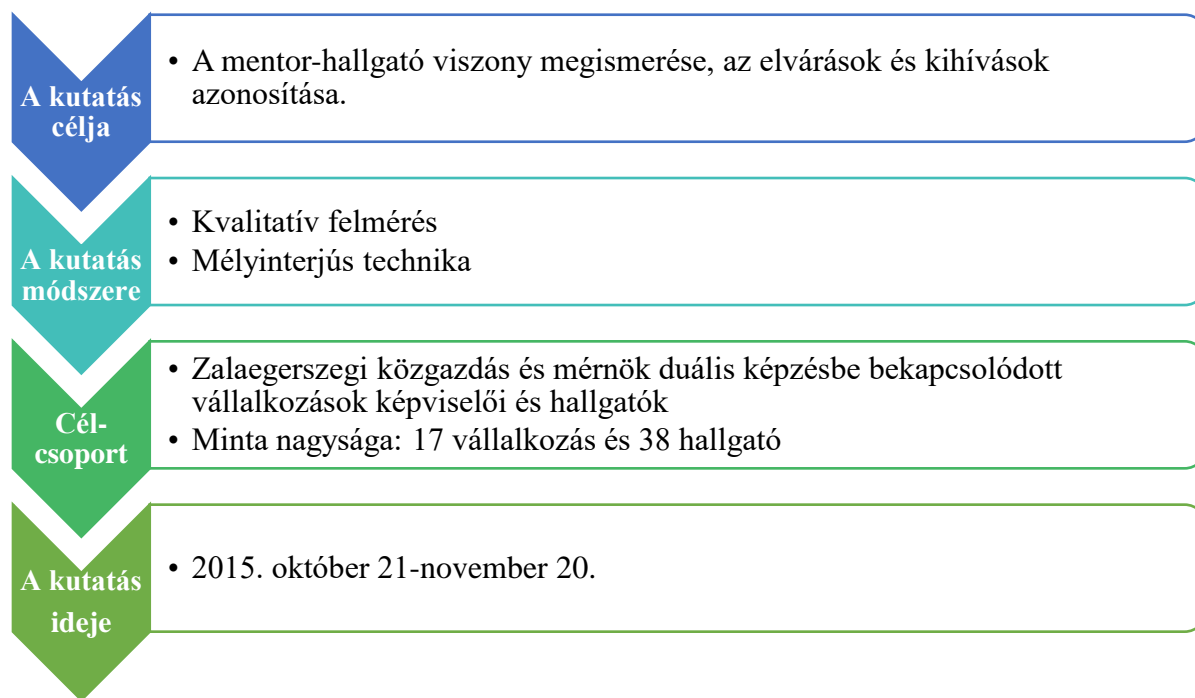 A kutatás
célja
• A mentor-hallgató viszony megismerése, az elvárások és kihívások
azonosítása.
A kutatás
módszere
• Kvalitatív felmérés
• Mélyinterjús technika
Cél-
csoport
• Zalaegerszegi közgazdás és mérnök duális képzésbe bekapcsolódott
vállalkozások képviselői és hallgatók
• Minta nagysága: 17 vállalkozás és 38 hallgató
A kutatás
ideje
• 2015. október 21-november 20.